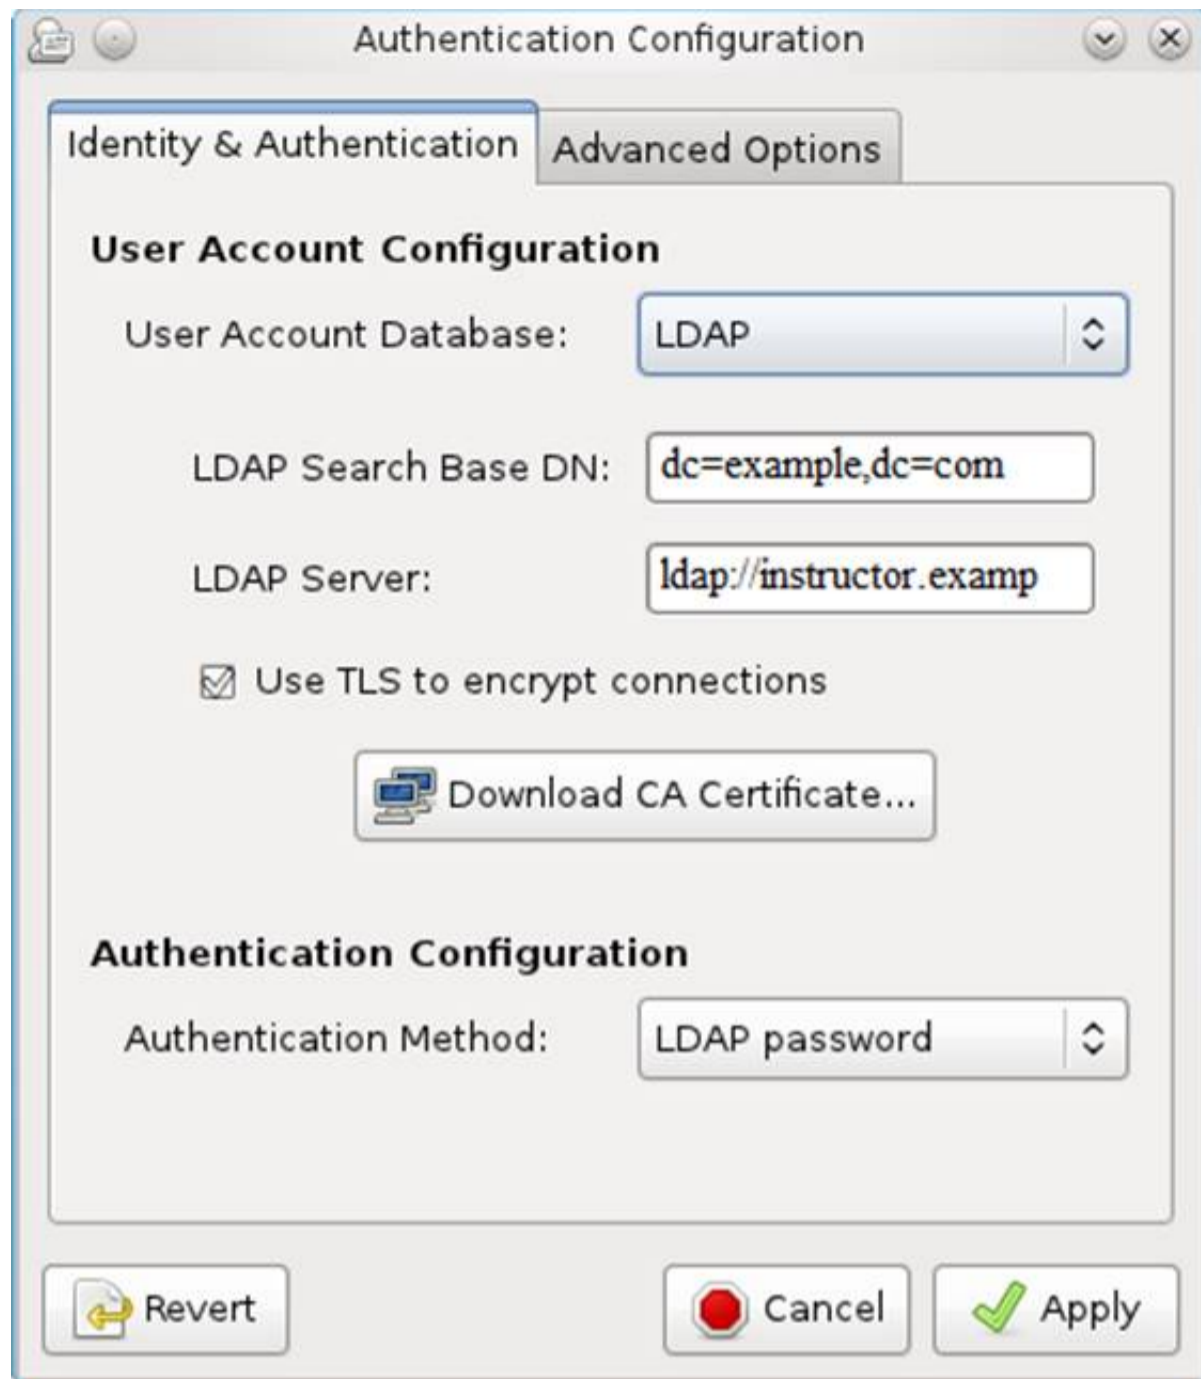 Authentication Configuration
Identity & Authentication Advanced Options
User Account Configuration
User Account Database: LDAP
LDAP Search Base DN: dc=example,dc=com
LDAP Server: ldap://instructor.examp
Use TLS to encrypt connections
Download CA Certificate...
Authentication Configuration
Authentication Method: LDAP password
Revert Cancel Apply